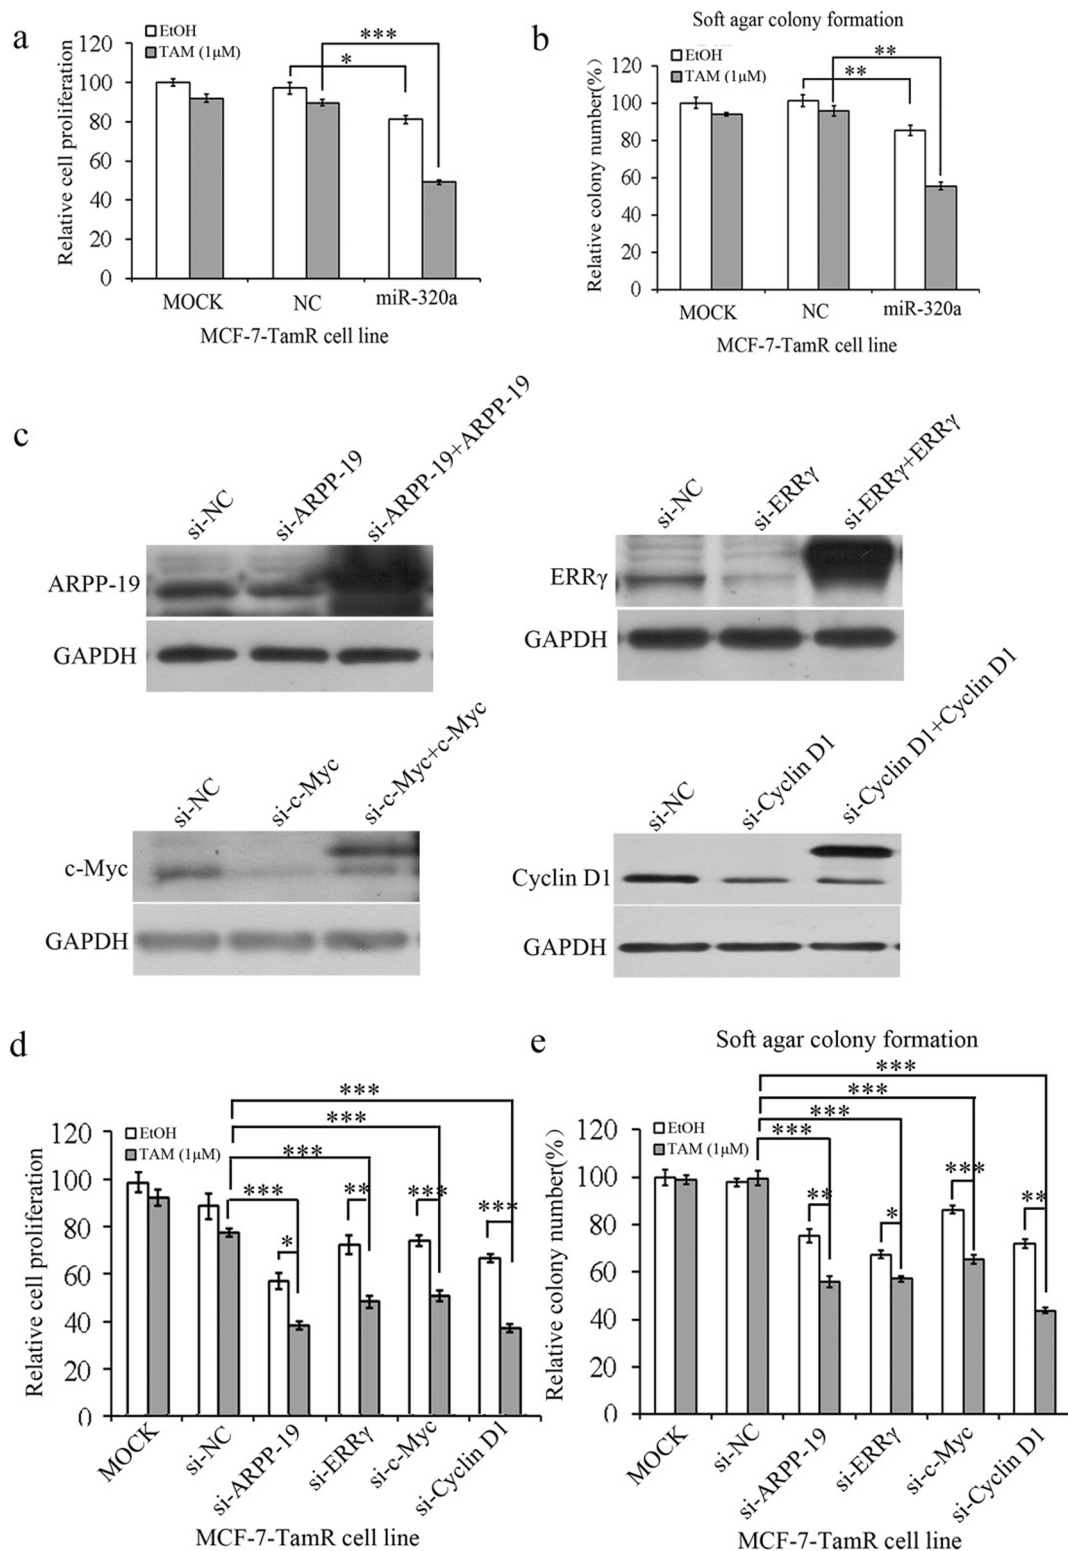 a
EtOH
TAM (1μM)
***
*
Relative cell proliferation
120
100
80
60
40
20
0
MOCK
NC
miR-320a
MCF-7-TamR cell line
b
Soft agar colony formation
EtOH
TAM (1μM)
**
**
Relative colony number(%)
120
100
80
60
40
20
0
MOCK
NC
miR-320a
MCF-7-TamR cell line
c
si-NC
si-ARPP-19
si-ARPP-19+ARPP-19
ARPP-19
GAPDH
si-NC
si-ERRγ
si-ERRγ+ERRγ
ERRγ
GAPDH
si-NC
si-c-Myc
si-c-Myc+c-Myc
c-Myc
GAPDH
si-NC
si-Cyclin D1
si-Cyclin D1+Cyclin D1
Cyclin D1
GAPDH
d
EtOH
TAM (1μM)
***
***
***
***
*
**
***
***
Relative cell proliferation
120
100
80
60
40
20
0
MOCK
si-NC
si-ARPP-19
si-ERRγ
si-c-Myc
si-Cyclin D1
MCF-7-TamR cell line
e
Soft agar colony formation
EtOH
TAM (1μM)
***
***
***
***
**
*
***
**
Relative colony number(%)
120
100
80
60
40
20
0
MOCK
si-NC
si-ARPP-19
si-ERRγ
si-c-Myc
si-Cyclin D1
MCF-7-TamR cell line